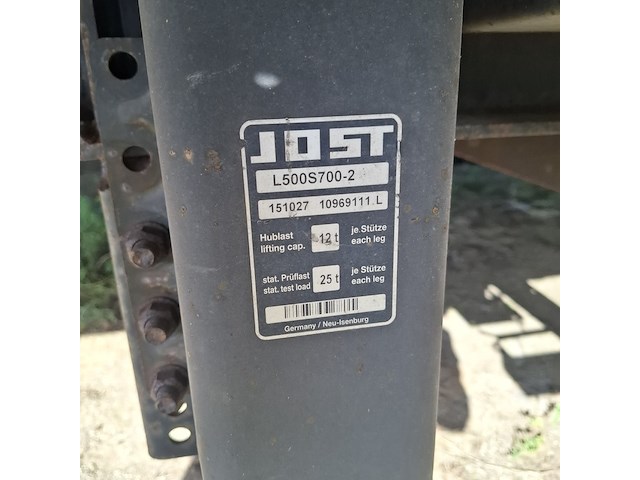 JOST
L500S700-2
151027 10969111.L
Hublast
lifting cap.
12 t
je.Stütze
each leg
stat. Prüflast
stat. test load
25 t
je.Stütze
each leg
Germany / Neu-Isenburg